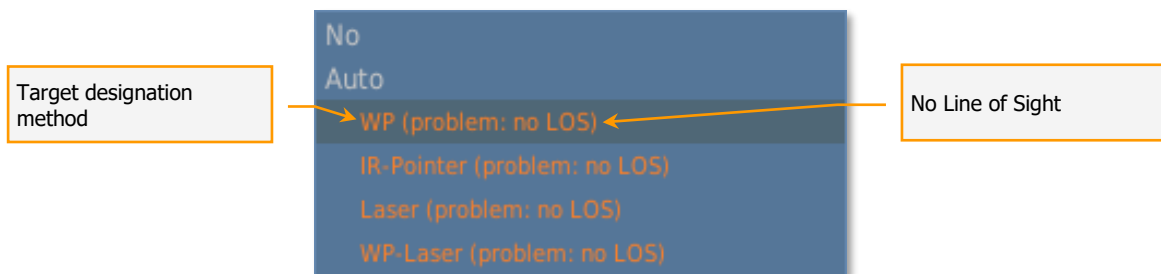 Target designation
method
No
Auto
WP (problem: no LOS)
IR-Pointer (problem: no LOS)
Laser (problem: no LOS)
WP-Laser (problem: no LOS)
No Line of Sight